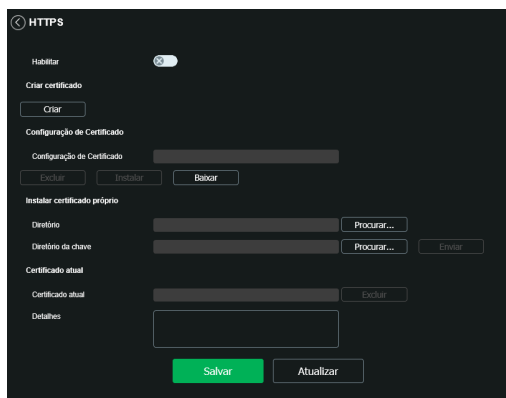 HTTPS
Habilitar
Criar certificado
Criar
Configuração de Certificado
Configuração de Certificado
Excluir Instalar Baixar
Instalar certificado próprio
Diretório Procurar...
Diretório da chave Procurar... Enviar
Certificado atual
Certificado atual Excluir
Detalhes
Salvar Atualizar